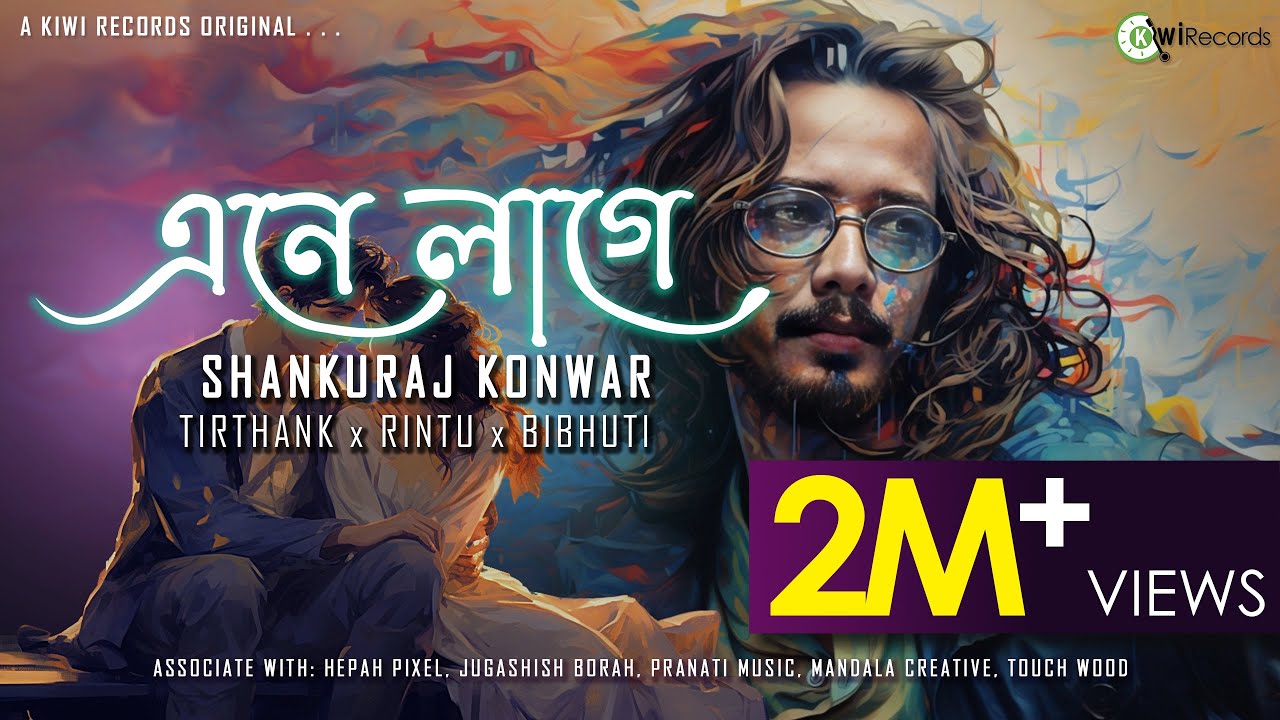 A KIWI RECORDS ORIGINAL . . .
KiwiRecords
এনে লাগে
SHANKURAJ KONWAR
TIRTHANK x RINTU x BIBHUTI
2M+ VIEWS
ASSOCIATE WITH: HEPAH PIXEL, JUGASHISH BORAH, PRANATI MUSIC, MANDALA CREATIVE, TOUCH WOOD